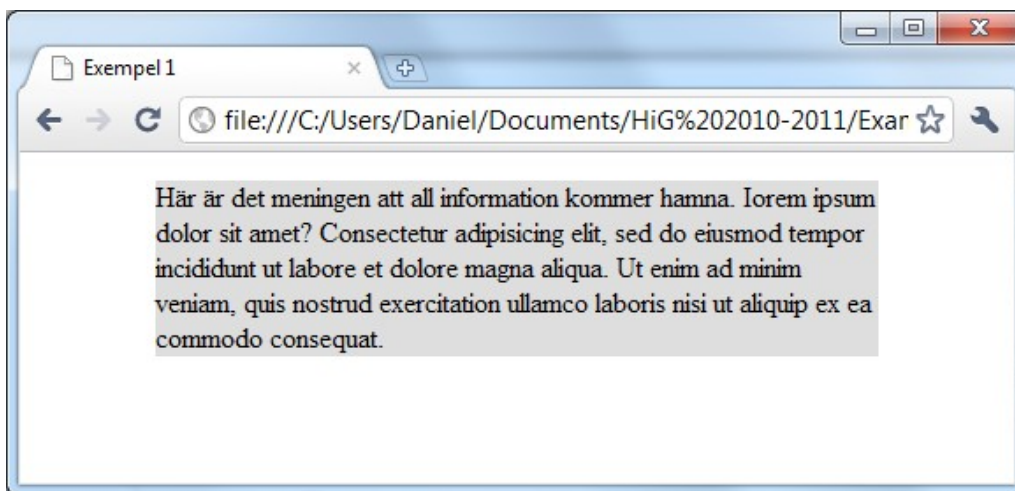 Exempel 1
file:///C:/Users/Daniel/Documents/HiG%202010-2011/Exar
Här är det meningen att all information kommer hamna. Iorem ipsum
dolor sit amet? Consectetur adipisicing elit, sed do eiusmod tempor
incididunt ut labore et dolore magna aliqua. Ut enim ad minim
veniam, quis nostrud exercitation ullamco laboris nisi ut aliquip ex ea
commodo consequat.